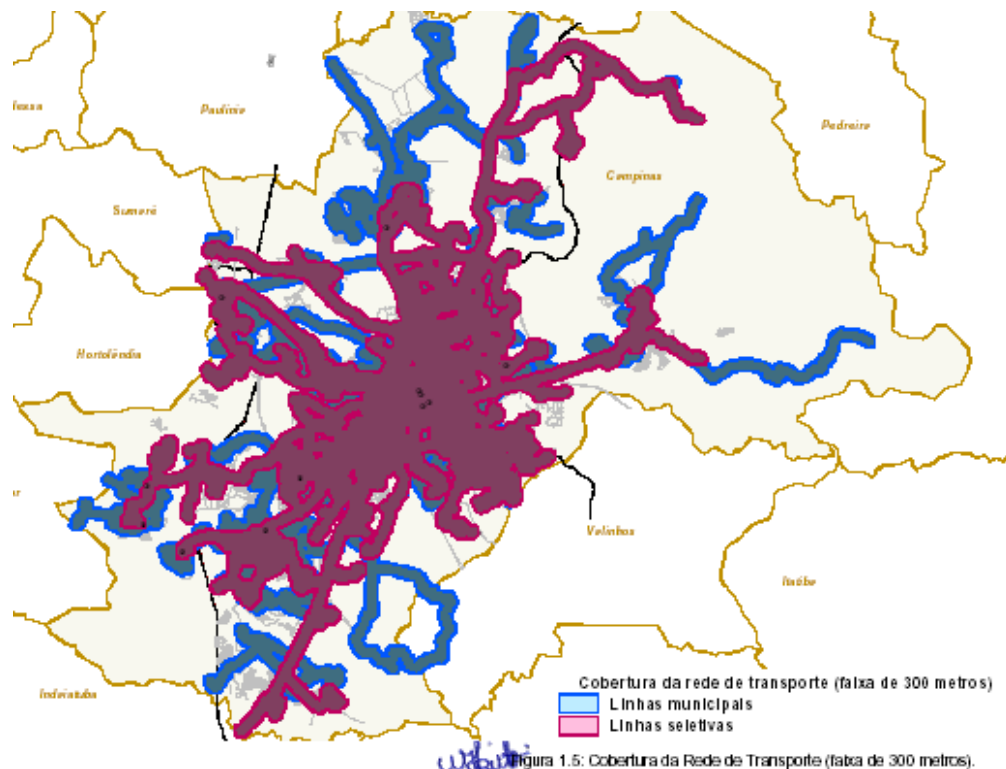 Paulínia
Pedreira
Campinas
Sumaré
Hortolândia
Valinhos
Itatiba
Indaiatuba
Cobertura da rede de transporte (faixa de 300 metros)
Linhas municipais
Linhas seletivas
Figura 1.5: Cobertura da Rede de Transporte (faixa de 300 metros).